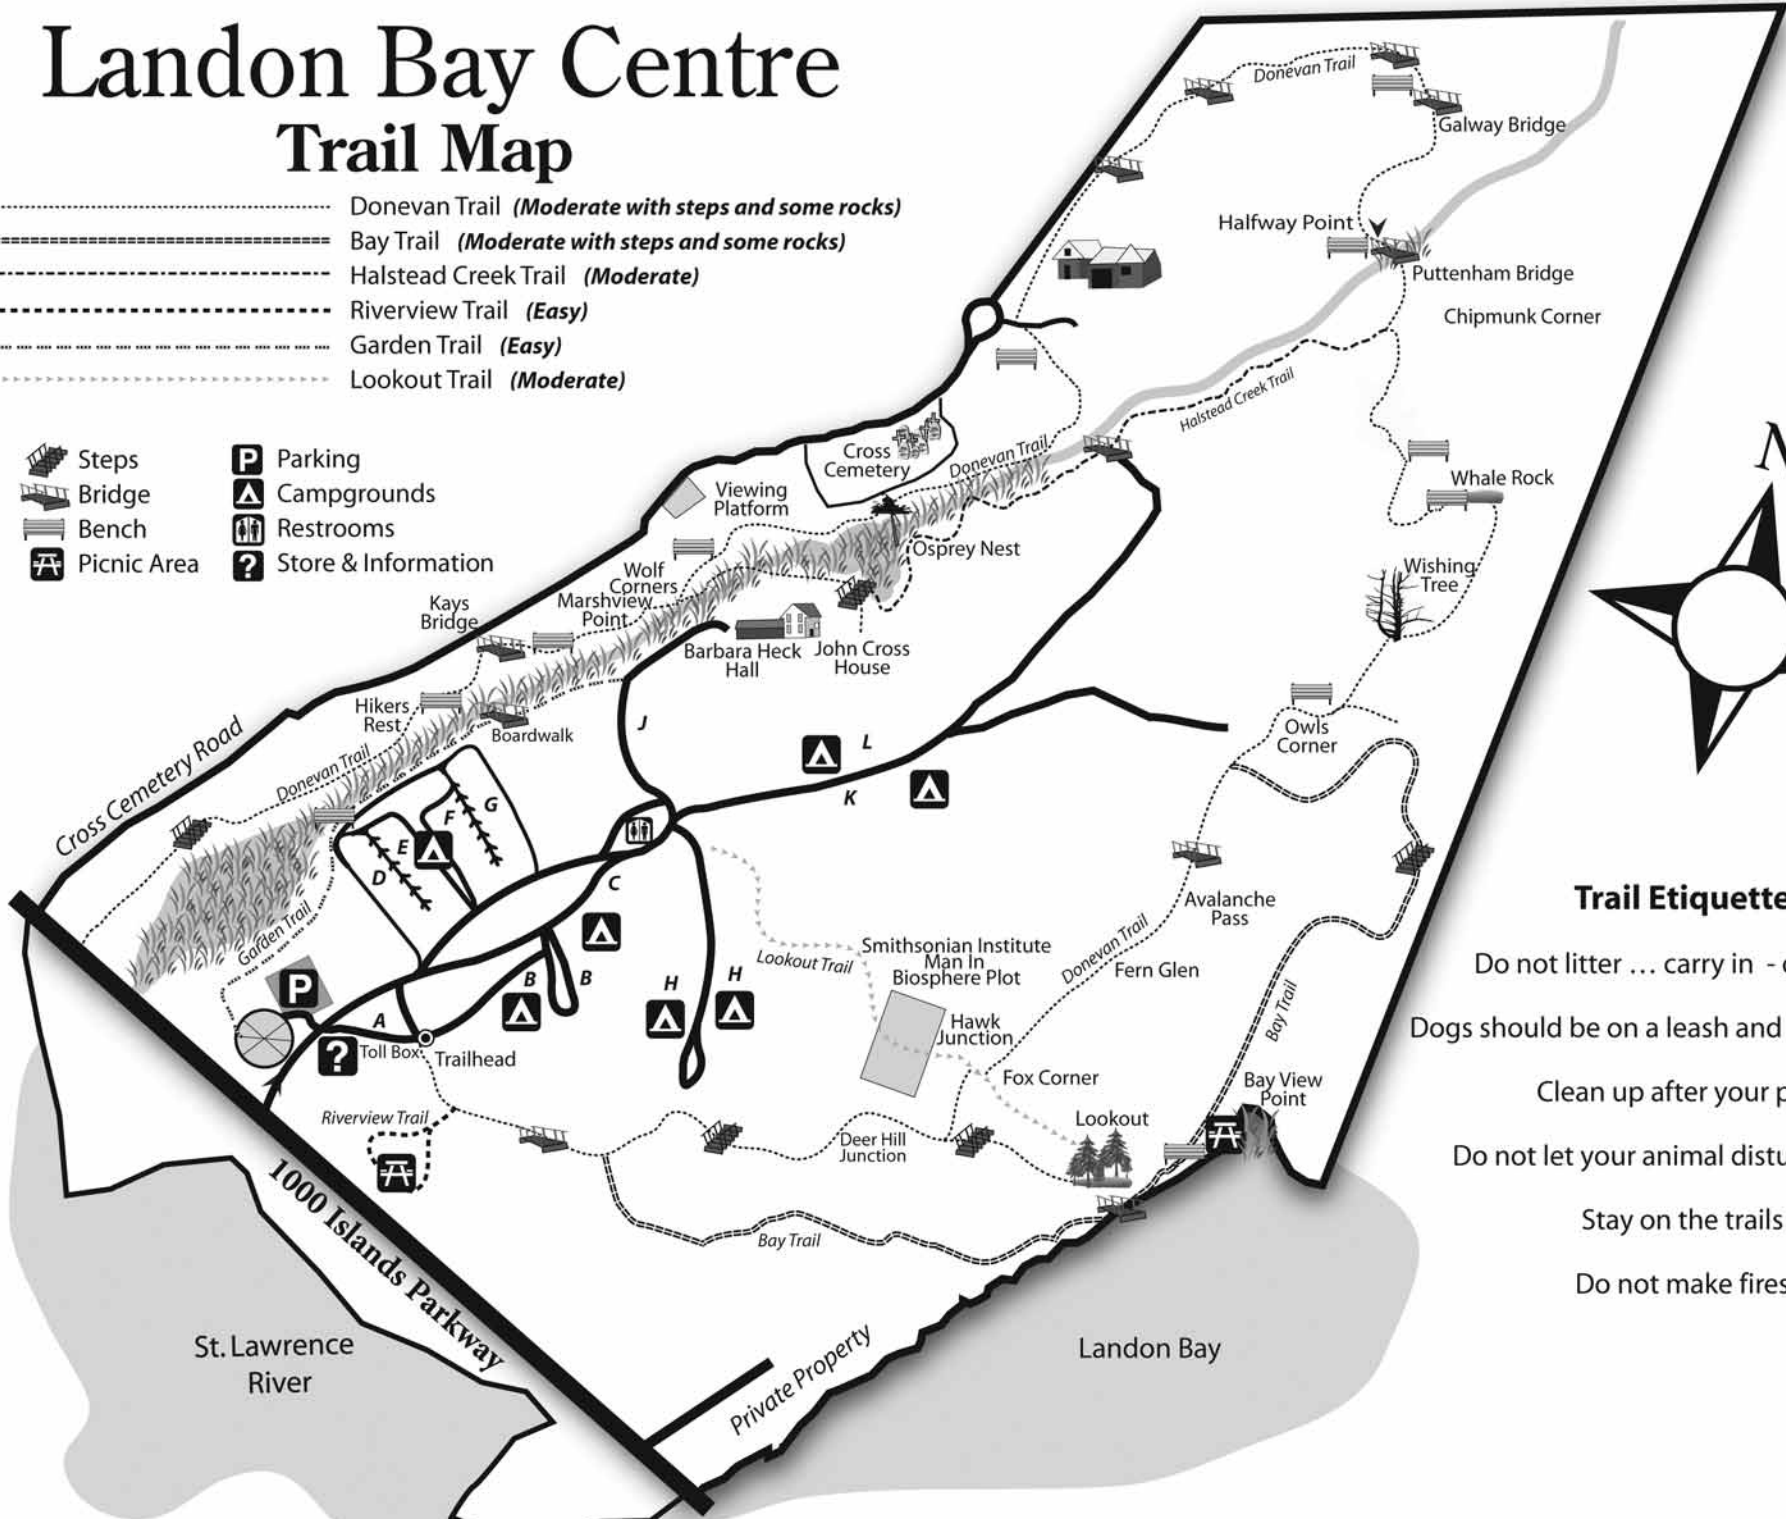 Landon Bay Centre
Trail Map
Donevan Trail (Moderate with steps and some rocks)
Bay Trail (Moderate with steps and some rocks)
Halstead Creek Trail (Moderate)
Riverview Trail (Easy)
Garden Trail (Easy)
Lookout Trail (Moderate)
Steps
Bridge
Bench
Picnic Area
P Parking
Campgrounds
Restrooms
? Store & Information
Donevan Trail
Galway Bridge
Halfway Point
Puttenham Bridge
Chipmunk Corner
Halstead Creek Trail
Cross
Cemetery
Donevan Trail
Viewing
Platform
Osprey Nest
Whale Rock
Wishing
Tree
Wolf
Corners
Marshview
Point
Kays
Bridge
Barbara Heck
Hall
John Cross
House
Hikers
Rest
Boardwalk
Donevan Trail
Cross Cemetery Road
Owls
Corner
J
L
K
G
F
E
D
C
B
B
H
H
A
Garden Trail
P
?
Toll Box
Trailhead
Lookout Trail
Smithsonian Institute
Man In
Biosphere Plot
Hawk
Junction
Avalanche
Pass
Donevan Trail
Fern Glen
Fox Corner
Bay Trail
Bay View
Point
Lookout
Riverview Trail
Deer Hill
Junction
Bay Trail
1000 Islands Parkway
St. Lawrence
River
Private Property
Landon Bay
N
Trail Etiquette
Do not litter ... carry in -
Dogs should be on a leash and
Clean up after your
Do not let your animal
Stay on the trails
Do not make fires